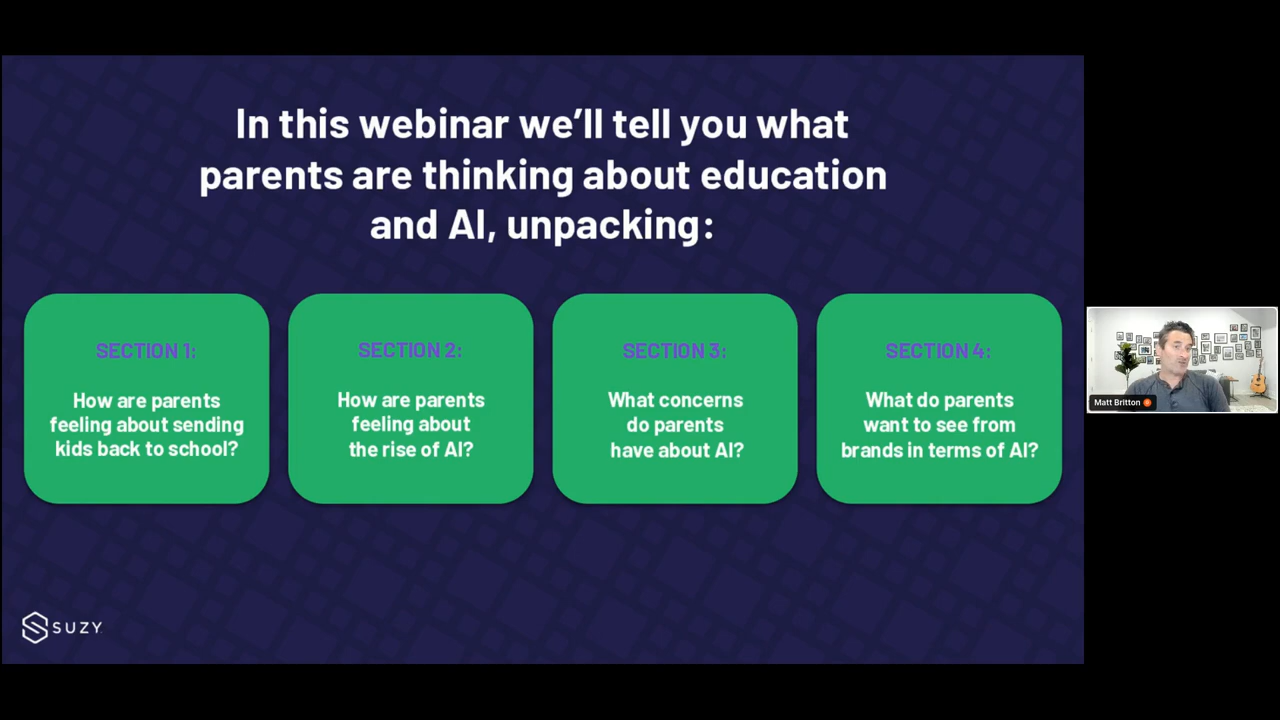 In this webinar we’ll tell you what
parents are thinking about education
and AI, unpacking:
SECTION 1:
How are parents
feeling about sending
kids back to school?
SECTION 2:
How are parents
feeling about
the rise of AI?
SECTION 3:
What concerns
do parents
have about AI?
SECTION 4:
What do parents
want to see from
brands in terms of AI?
Matt Britton
SUZY